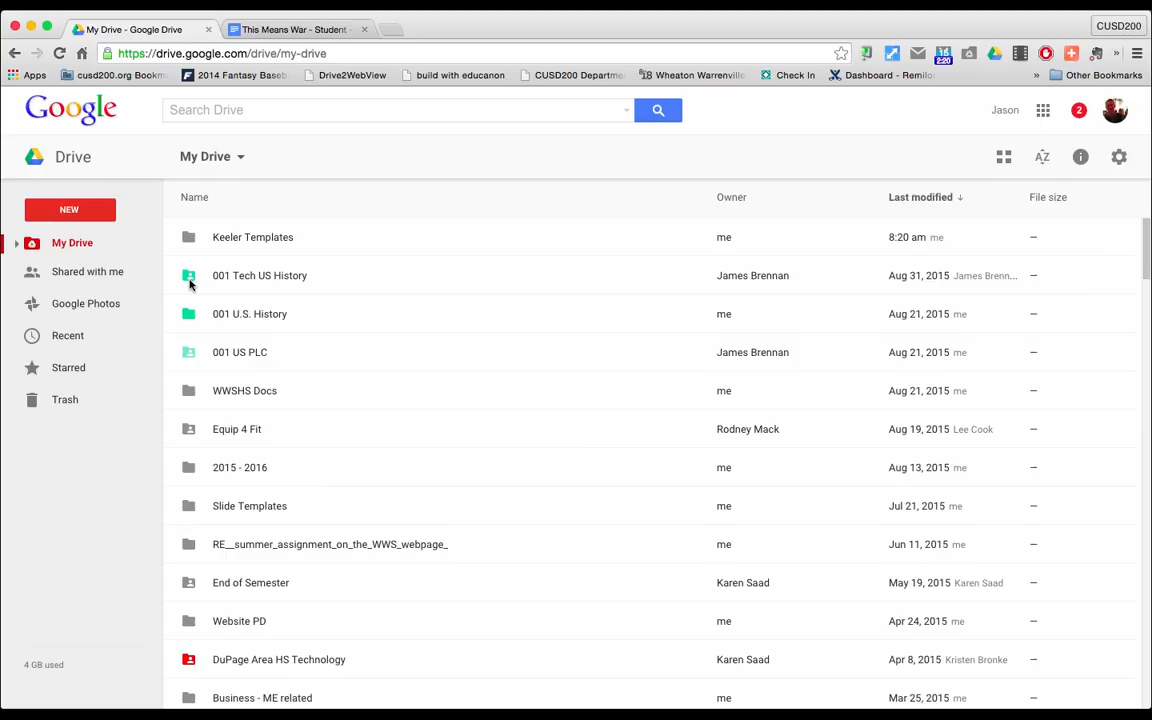 My Drive - Google Drive
This Means War - Student -
CUSD200
https://drive.google.com/drive/my-drive
15
2:20
Apps
cusd200.org Bookm
2014 Fantasy Baseb
Drive2WebView
build with educanon
CUSD200 Departme
Wheaton Warrenville
Check In
Dashboard - Remilo
»
Other Bookmarks
Google
Search Drive
Jason
2
Drive
My Drive
AZ
NEW
My Drive
Shared with me
Google Photos
Recent
Starred
Trash
4 GB used
Name Owner Last modified ↓ File size
Keeler Templates me 8:20 am me —
001 Tech US History James Brennan Aug 31, 2015 James Brenn... —
001 U.S. History me Aug 21, 2015 me —
001 US PLC James Brennan Aug 21, 2015 me —
WWSHS Docs me Aug 21, 2015 me —
Equip 4 Fit Rodney Mack Aug 19, 2015 Lee Cook —
2015 - 2016 me Aug 13, 2015 me —
Slide Templates me Jul 21, 2015 me —
RE__summer_assignment_on_the_WWS_webpage_ me Jun 11, 2015 me —
End of Semester Karen Saad May 19, 2015 Karen Saad —
Website PD me Apr 24, 2015 me —
DuPage Area HS Technology Karen Saad Apr 8, 2015 Kristen Bronke —
Business - ME related me Mar 25, 2015 me —